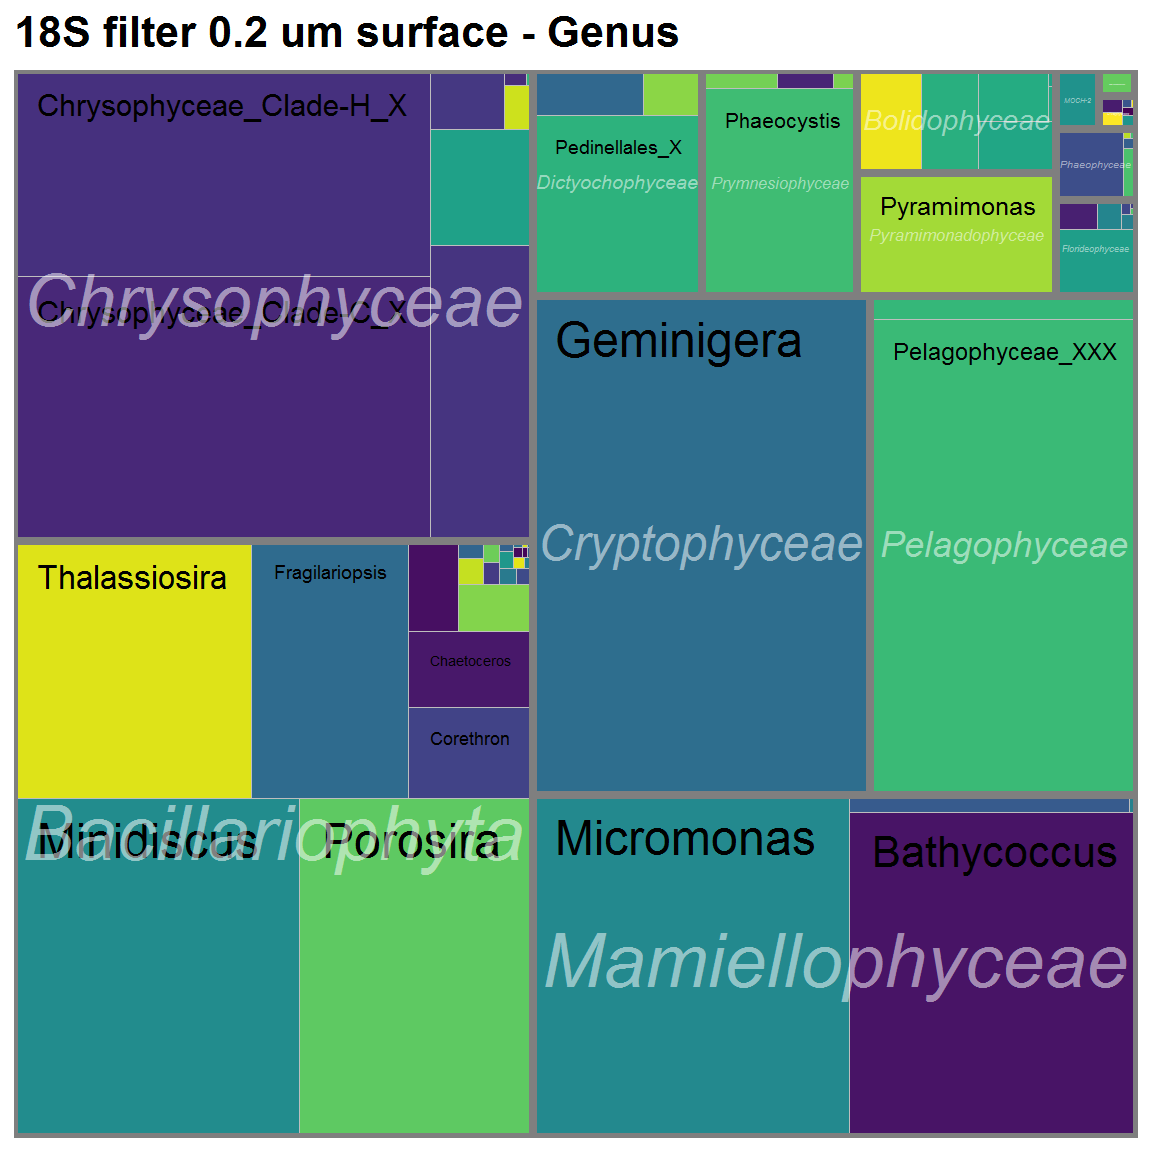 18S filter 0.2 um surface - Genus
Chrysophyceae_Clade-H_X
Chrysophyceae
Chrysophyceae_Clade-C_X
Pedinellales_X
Dictyochophyceae
Phaeocystis
Prymnesiophyceae
Bolidophyceae
Pyramimonas
Pyramimonadophyceae
MOCH-2
Phaeophyceae
Florideophyceae
Geminigera
Cryptophyceae
Pelagophyceae_XXX
Pelagophyceae
Thalassiosira
Fragilariopsis
Chaetoceros
Corethron
Bacillariophyta
Minidiscus
Porosira
Micromonas
Bathycoccus
Mamiellophyceae